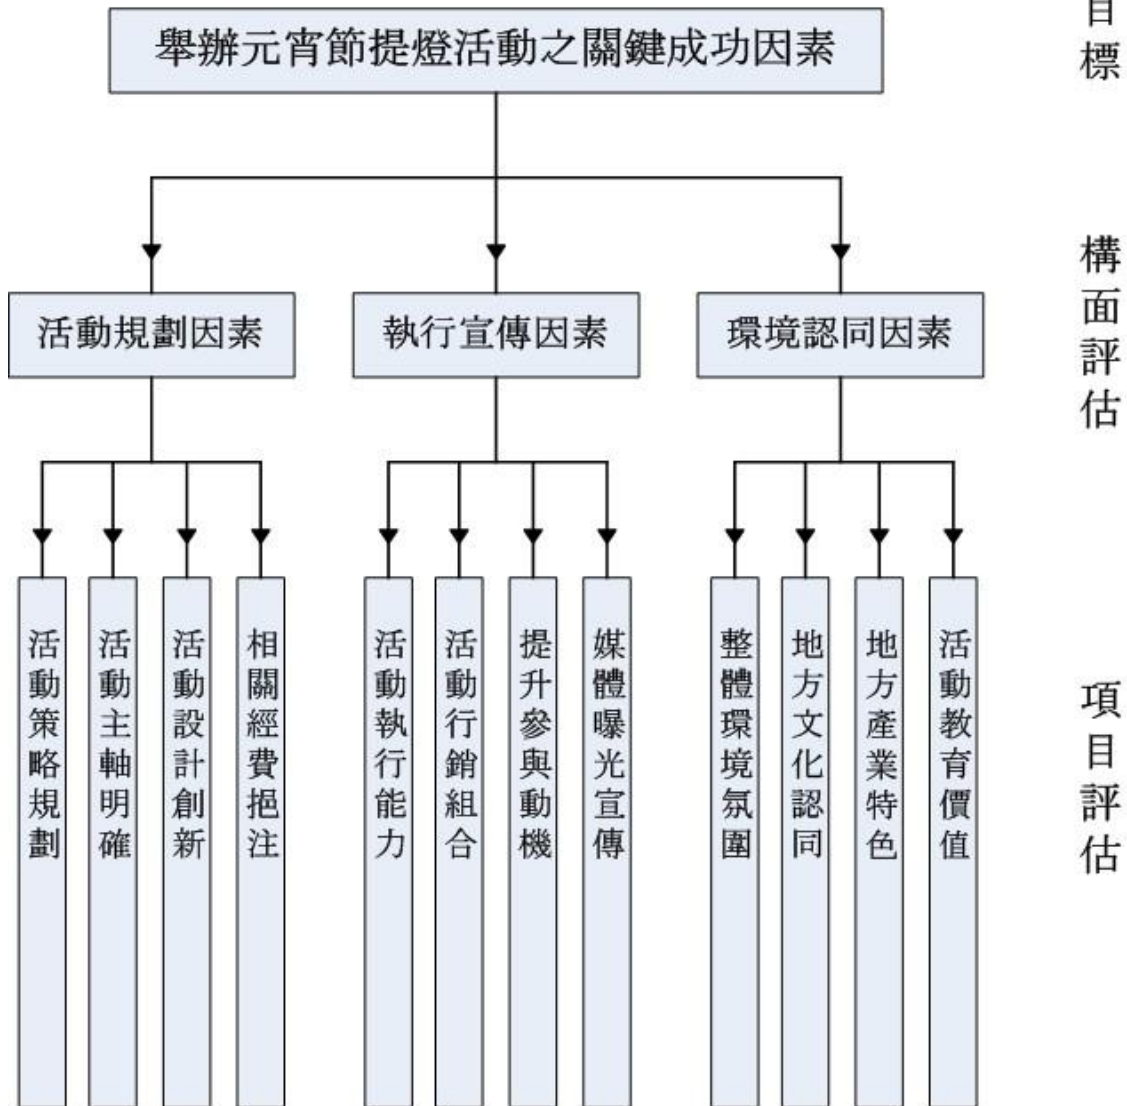 舉辦元宵節提燈活動之關鍵成功因素
目標
活動規劃因素
執行宣傳因素
環境認同因素
構面評估
活動策略規劃
活動主軸明確
活動設計創新
相關經費挹注
活動執行能力
活動行銷組合
提升參與動機
媒體曝光宣傳
整體環境氛圍
地方文化認同
地方產業特色
活動教育價值
項目評估